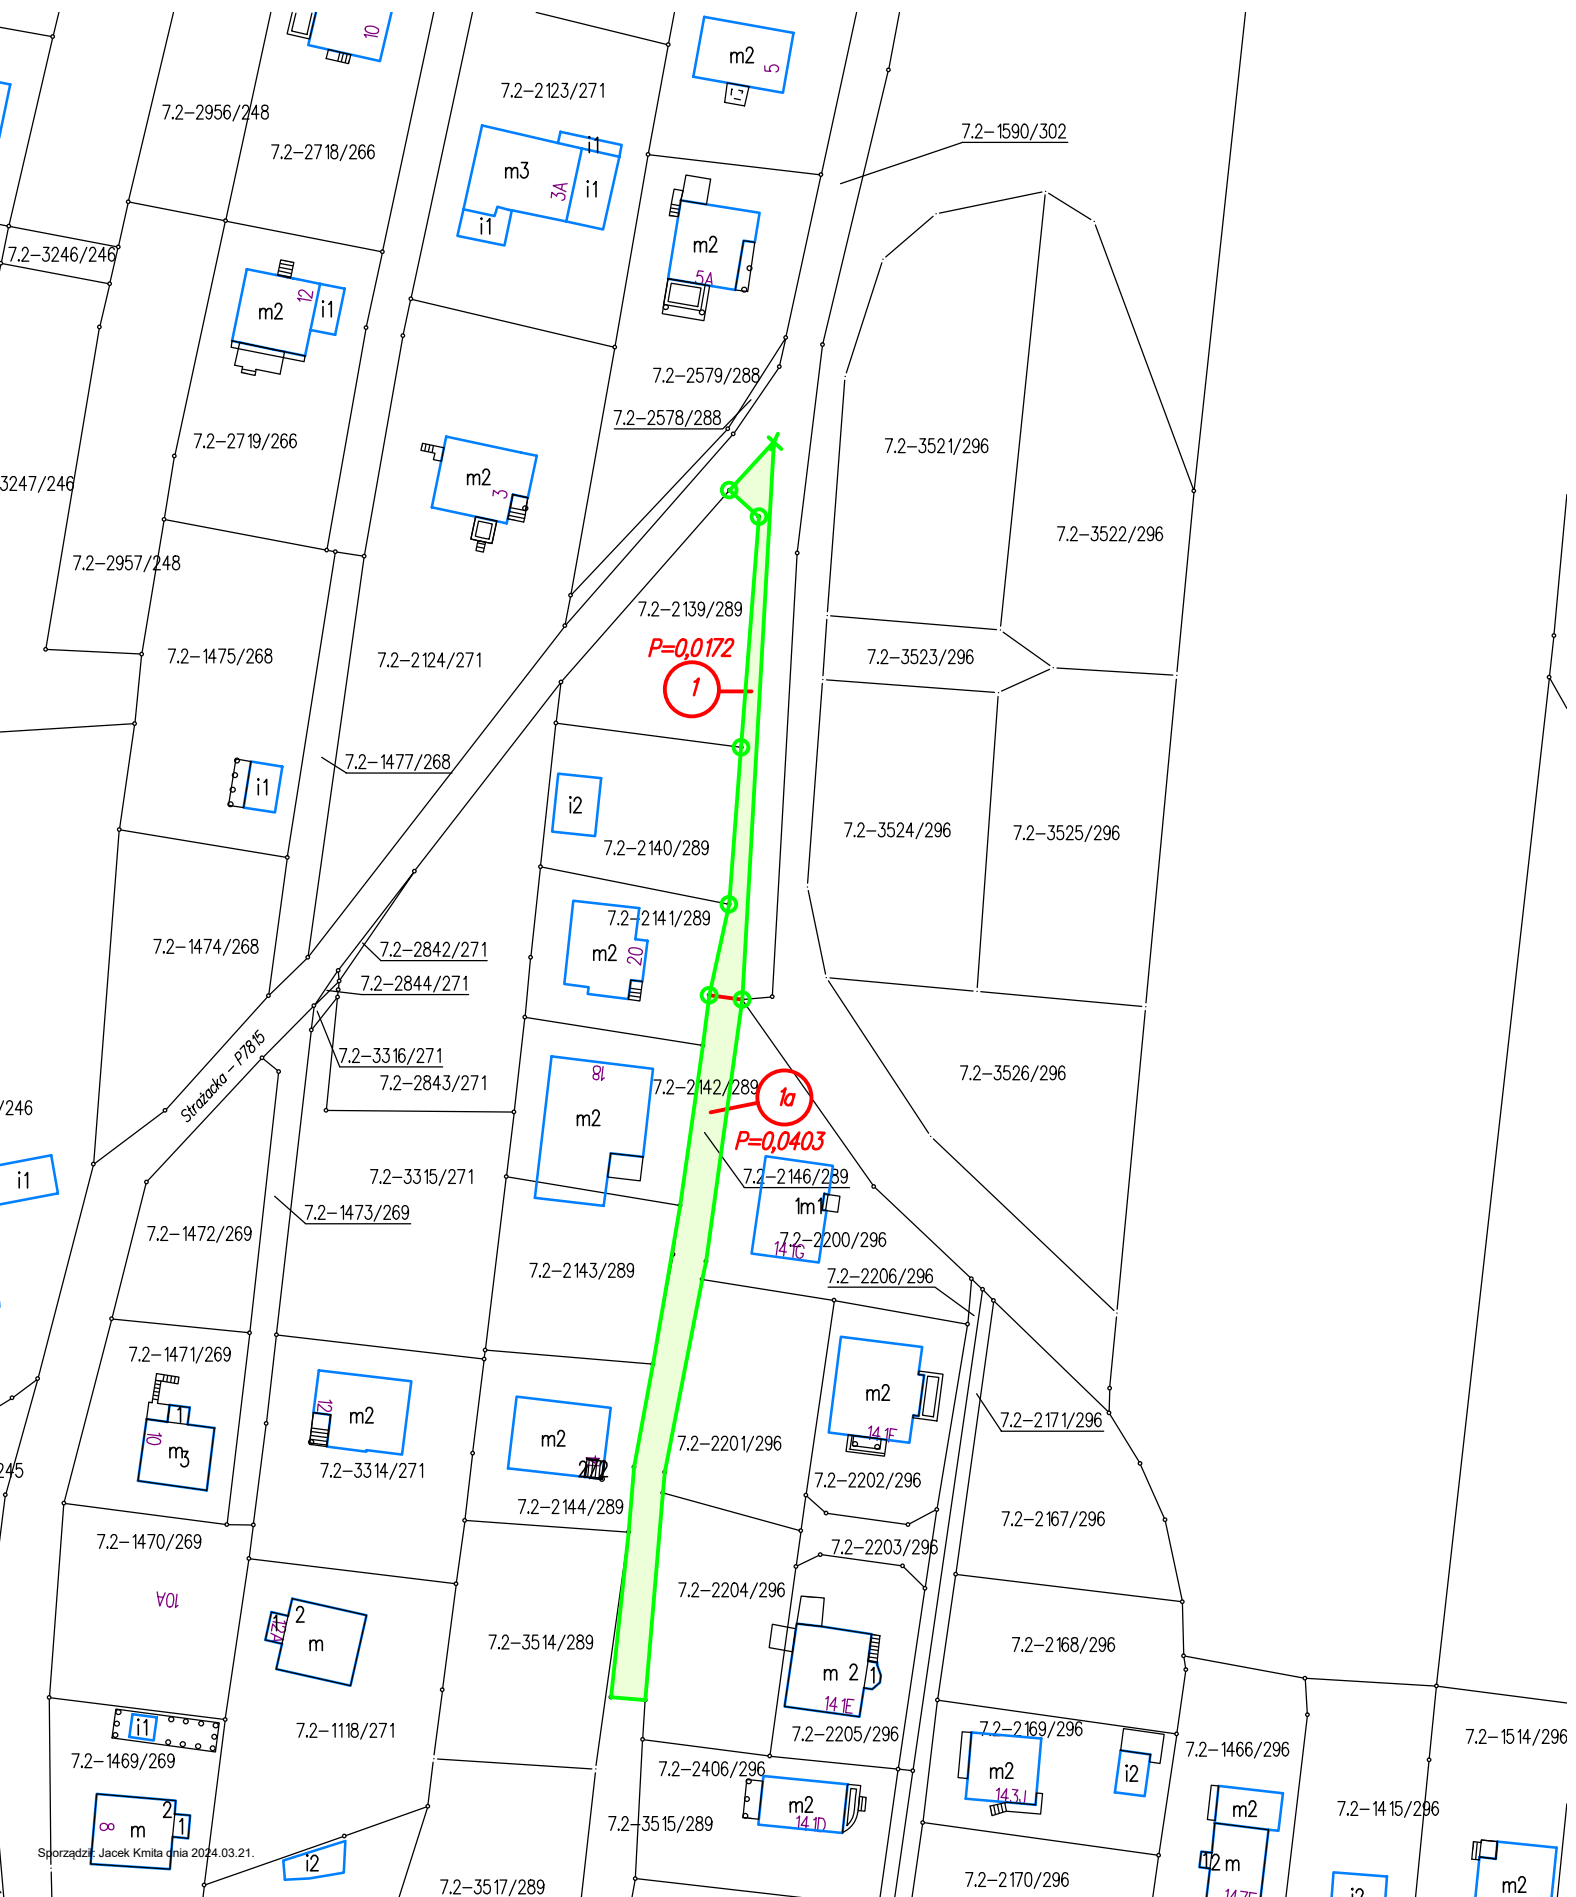 10
m2
5
7.2-2123/271
7.2-2956/248
7.2-1590/302
7.2-2718/266
i1
m3
3A
i1
i1
m2
5A
7.2-3246/246
12
m2
i1
7.2-2579/288
7.2-2578/288
7.2-2719/266
7.2-3521/296
m2
3
3247/246
7.2-3522/296
7.2-2957/248
7.2-2139/289
P=0,0172
1
7.2-1475/268
7.2-2124/271
7.2-3523/296
7.2-1477/268
i1
i2
7.2-2140/289
7.2-3524/296
7.2-3525/296
7.2-2141/289
m2
20
7.2-1474/268
7.2-2842/271
7.2-2844/271
Strażacka - P7815
7.2-3316/271
7.2-2843/271
18
m2
7.2-2142/289
7.2-3526/296
1a
P=0,0403
/246
i1
7.2-3315/271
7.2-2146/289
1m1
7.2-1473/269
7.2-1472/269
14.1G
7.2-2200/296
7.2-2143/289
7.2-2206/296
7.2-1471/269
12
m2
m2
m2
14.1F
7.2-2171/296
1
10
m3
7.2-2201/296
245
7.2-3314/271
7.2-2202/296
7.2-2144/289
7.2-2167/296
7.2-1470/269
7.2-2203/296
10A
7.2-2204/296
1
2
12A
m
7.2-3514/289
7.2-2168/296
m 2
1
14.1E
i1
7.2-1118/271
7.2-2205/296
7.2-2169/296
7.2-1466/296
7.2-1514/296
7.2-1469/269
7.2-2406/296
m2
14.3J
i2
2
8
m
1
m2
14.1D
7.2-3515/289
m2
7.2-1415/296
Sporządził: Jacek Kmita dnia 2024.03.21.
i2
12 m
7.2-3517/289
7.2-2170/296
m2
i2